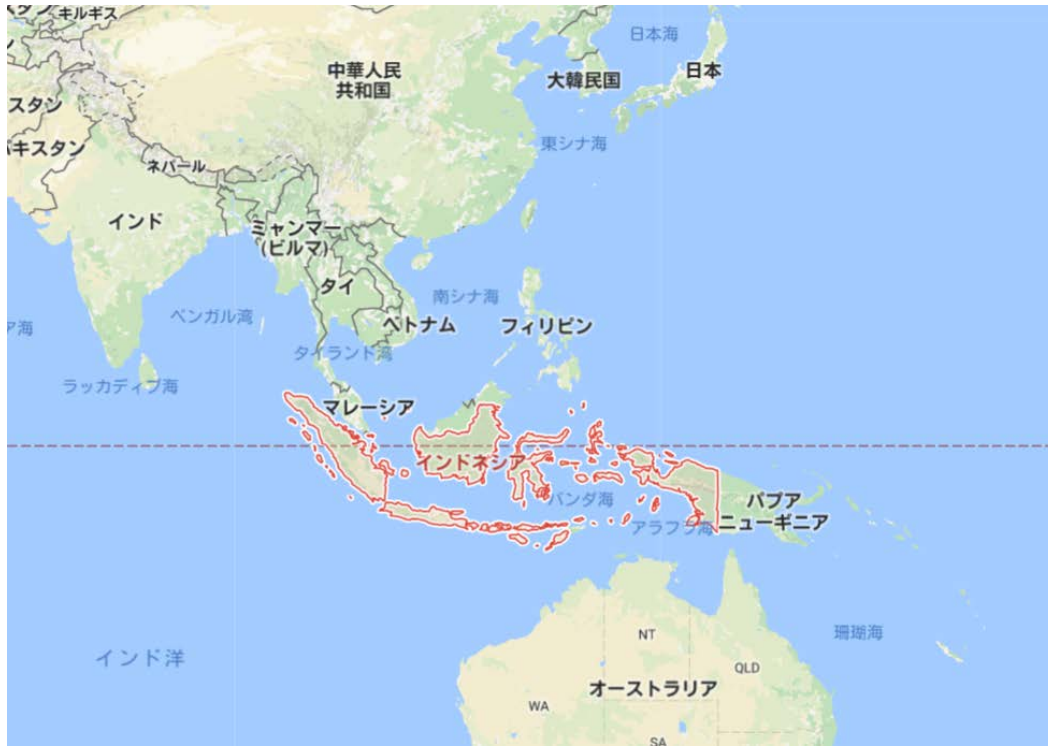 キルギス
スタン
中華人民
共和国
日本海
大韓民国
日本
スタン
キスタン
東シナ海
ネパール
インド
ミャンマー
(ビルマ)
タイ
南シナ海
ベンガル湾
ベトナム
フィリピン
ア海
タイランド湾
ラッカディブ海
マレーシア
インドネシア
バンダ海
パプア
ニューギニア
アラフラ海
NT
珊瑚海
インド洋
QLD
オーストラリア
WA
SA